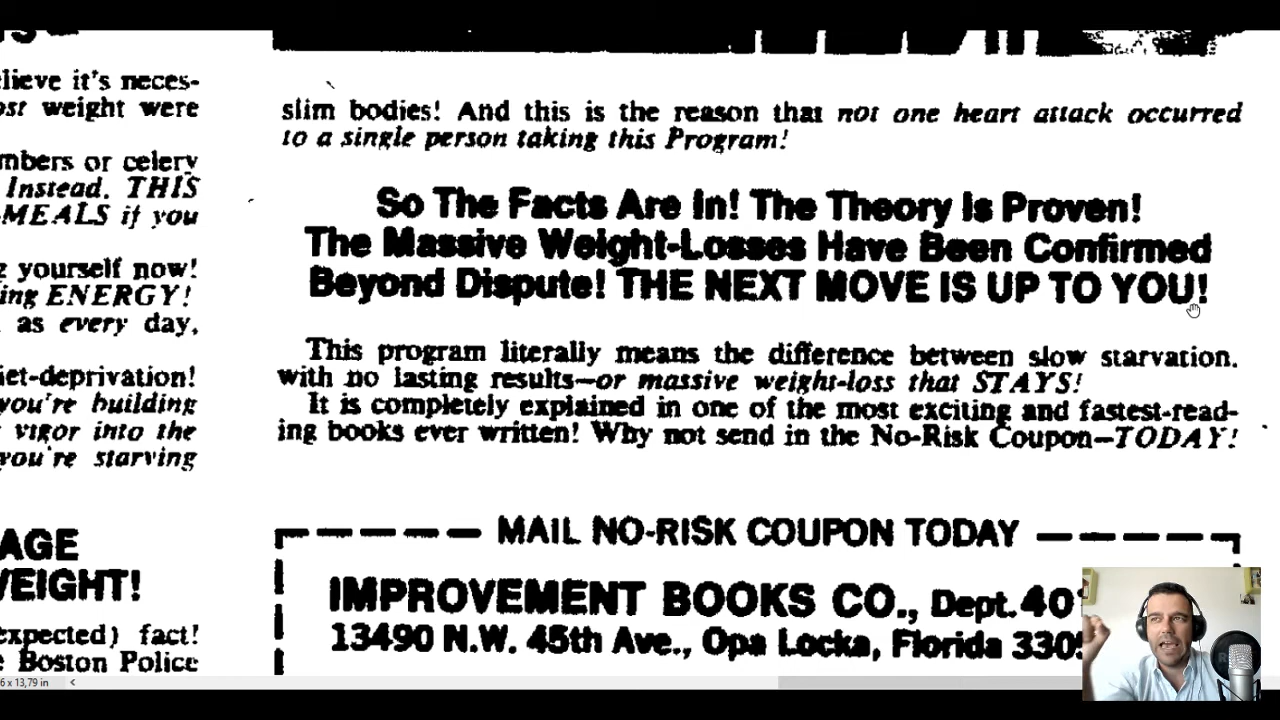 elieve it's neces-
ost weight were
mbers or celery
Instead. THIS
-MEALS if you
yourself now!
ing ENERGY!
as every day,
iet-deprivation!
you're building
vigor into the
you're starving
AGE
WEIGHT!
expected) fact!
Boston Police
slim bodies! And this is the reason that not one heart attack occurred
to a single person taking this Program!
So The Facts Are In! The Theory Is Proven!
The Massive Weight-Losses Have Been Confirmed
Beyond Dispute! THE NEXT MOVE IS UP TO YOU!
This program literally means the difference between slow starvation.
with no lasting results—or massive weight-loss that STAYS!
It is completely explained in one of the most exciting and fastest-read-
ing books ever written! Why not send in the No-Risk Coupon—TODAY!
MAIL NO-RISK COUPON TODAY
IMPROVEMENT BOOKS CO., Dept. 40
13490 N.W. 45th Ave., Opa Locka, Florida 330
6 x 13,79 in